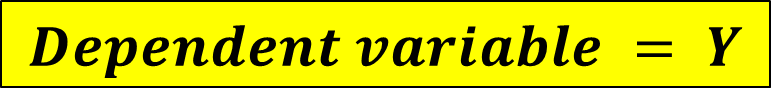 Dependent variable = Y